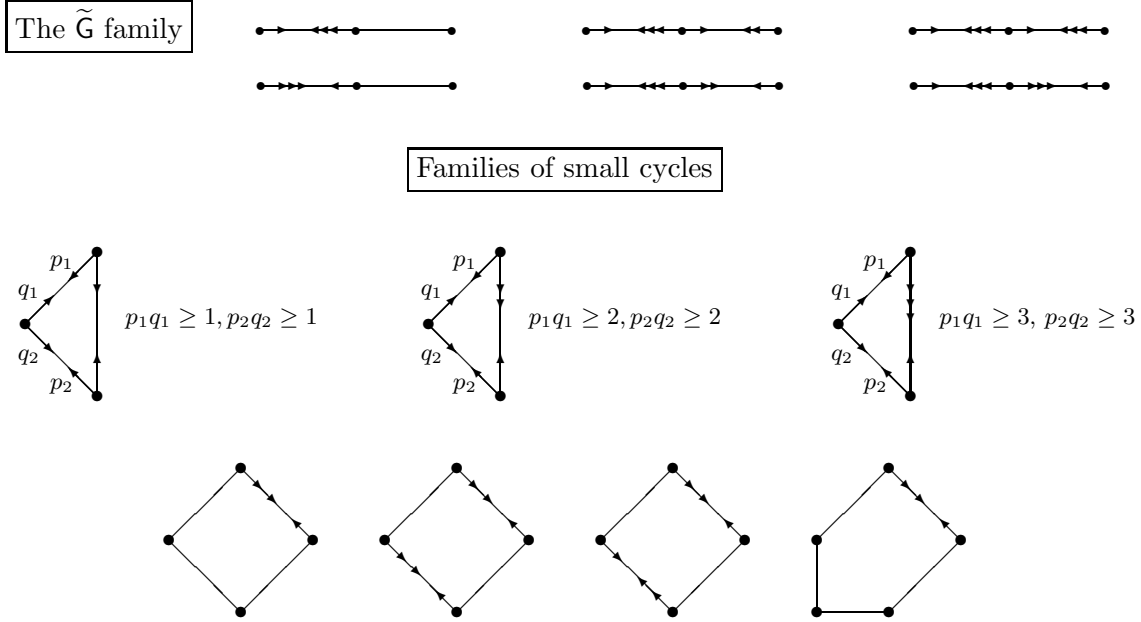 The G̃ family
Families of small cycles
p₁
q₁
q₂
p₂
p₁q₁ ≥ 1, p₂q₂ ≥ 1
p₁
q₁
q₂
p₂
p₁q₁ ≥ 2, p₂q₂ ≥ 2
p₁
q₁
q₂
p₂
p₁q₁ ≥ 3, p₂q₂ ≥ 3